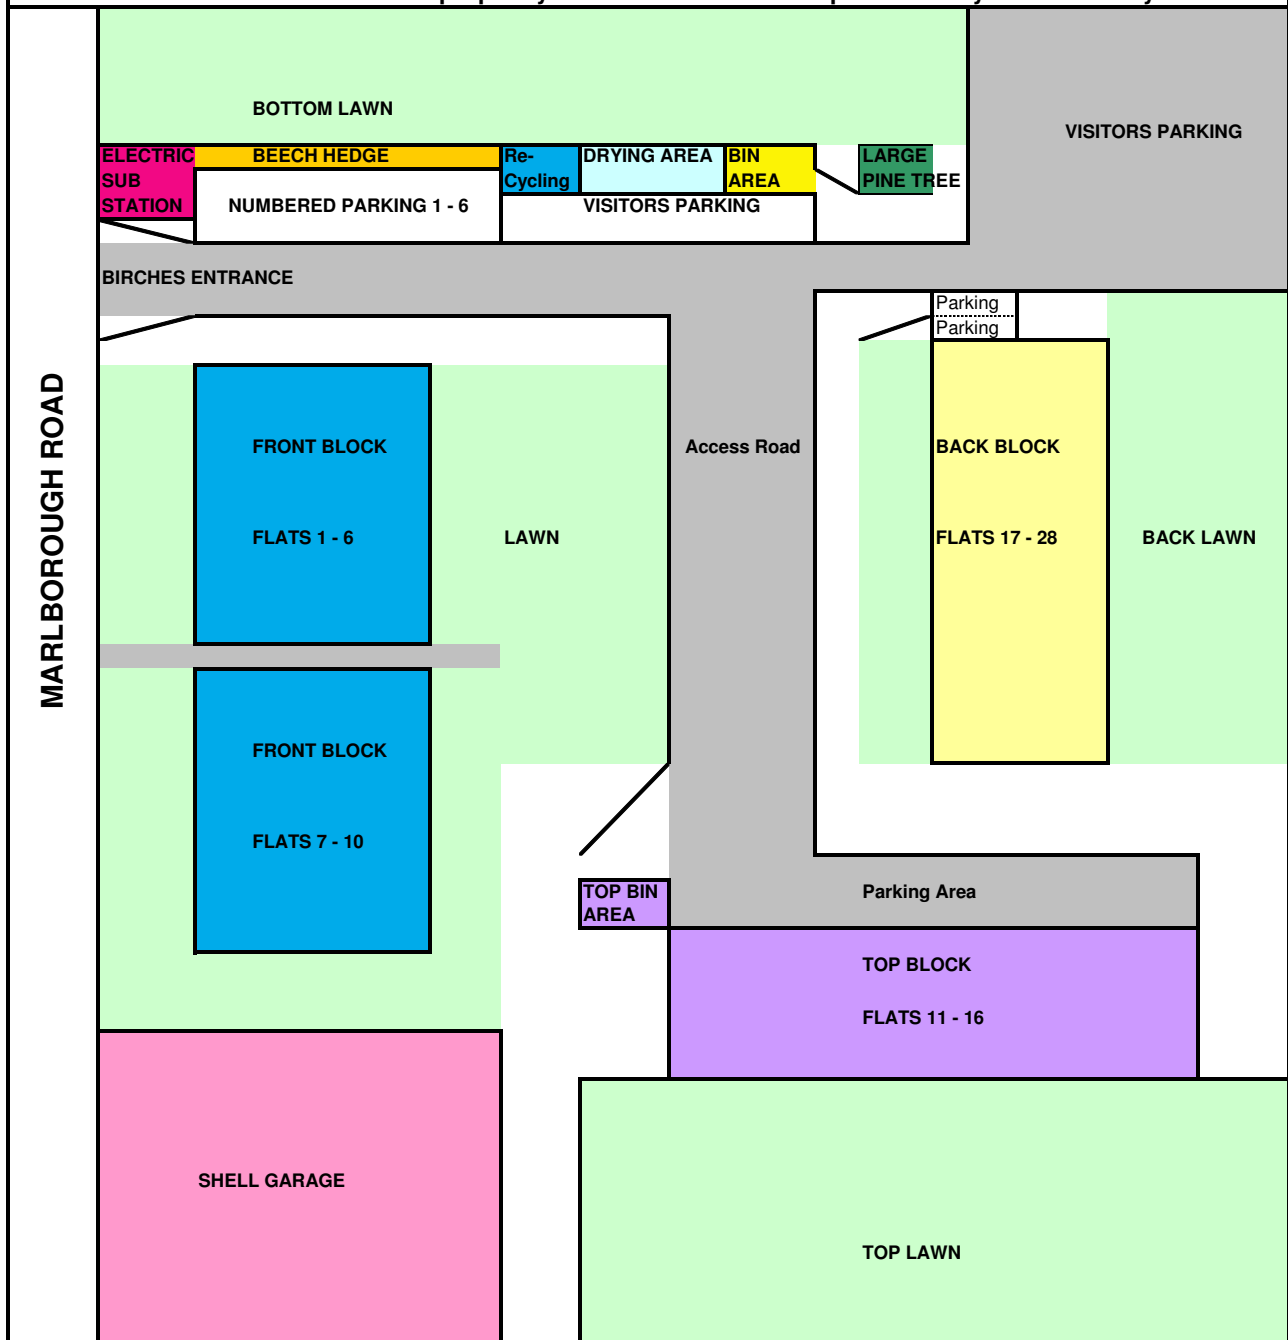 BOTTOM LAWN
VISITORS PARKING
ELECTRIC
SUB
STATION
BEECH HEDGE
NUMBERED PARKING 1 - 6
Re-
Cycling
DRYING AREA
BIN
AREA
VISITORS PARKING
LARGE
PINE TREE
BIRCHES ENTRANCE
Parking
Parking
MARLBOROUGH ROAD
FRONT BLOCK
FLATS 1 - 6
LAWN
Access Road
BACK BLOCK
FLATS 17 - 28
BACK LAWN
FRONT BLOCK
FLATS 7 - 10
TOP BIN
AREA
Parking Area
TOP BLOCK
FLATS 11 - 16
SHELL GARAGE
TOP LAWN